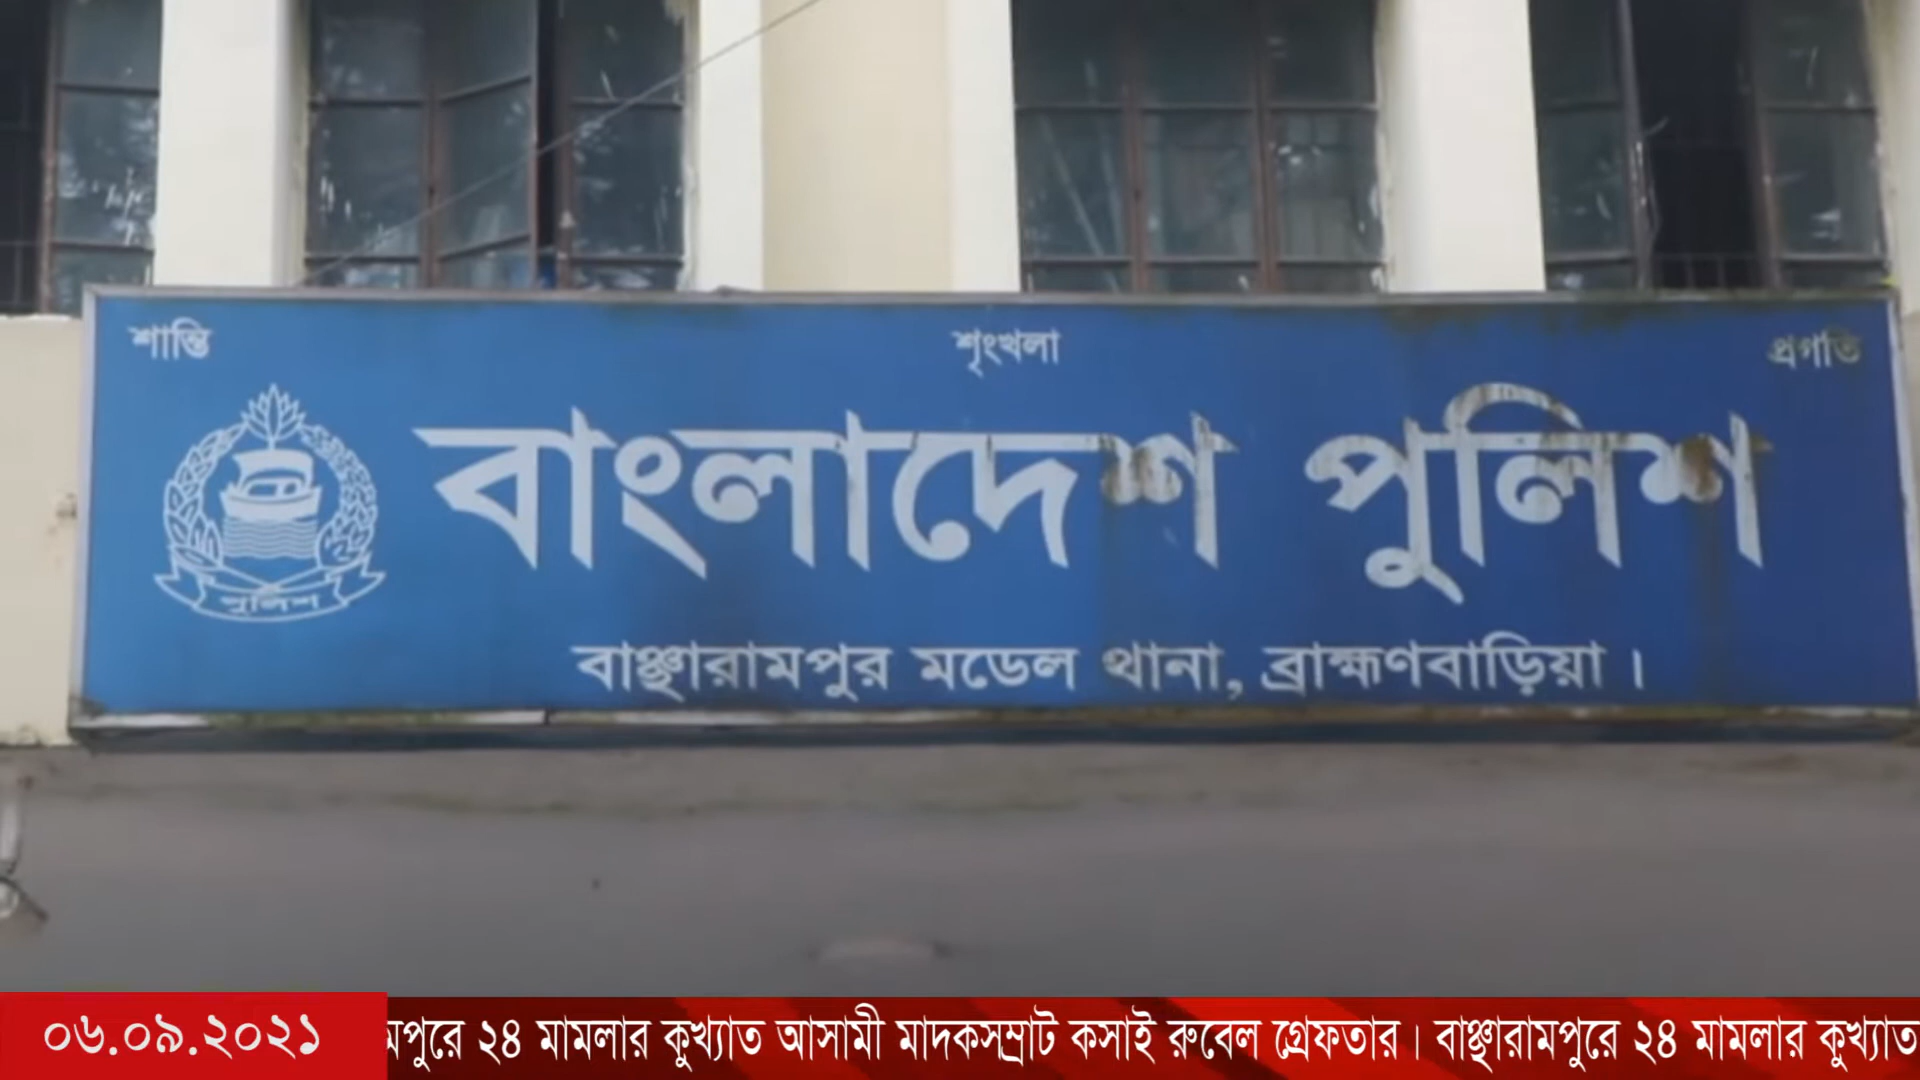 শান্তি শৃংখলা প্রগতি
বাংলাদেশ পুলিশ
পুলিশ
বাঞ্ছারামপুর মডেল থানা, ব্রাহ্মণবাড়িয়া ।
০৬.০৯.২০২১
মপুরে ২৪ মামলার কুখ্যাত আসামী মাদকসম্রাট কসাই রুবেল গ্রেফতার। বাঞ্ছারামপুরে ২৪ মামলার কুখ্যাত